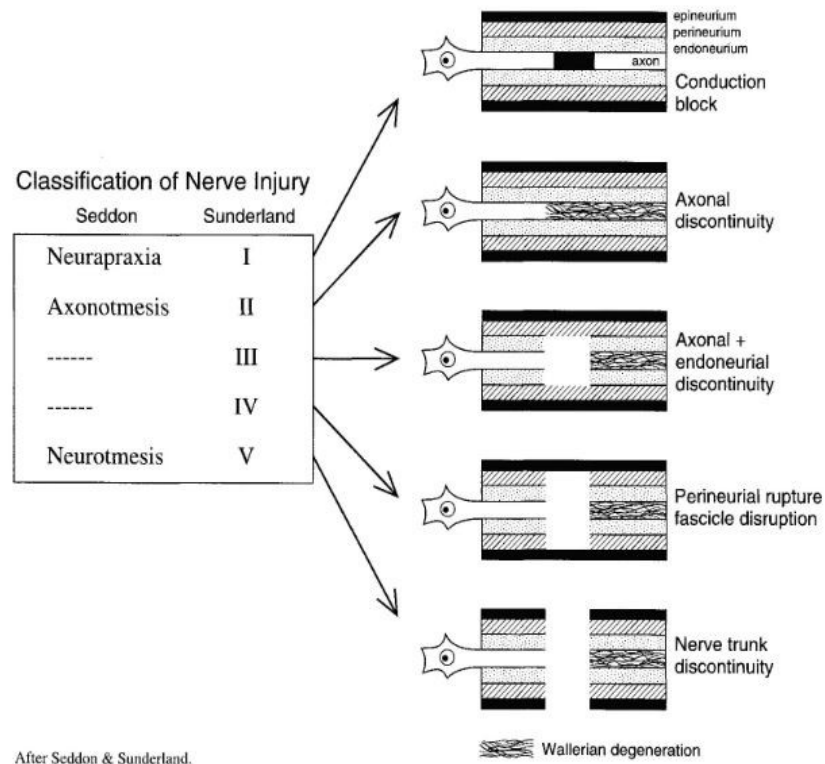 epineurium
perineurium
endoneurium
axon
Conduction
block
Classification of Nerve Injury
Seddon Sunderland
Neurapraxia I
Axonotmesis II
------ III
------ IV
Neurotmesis V
Axonal
discontinuity
Axonal +
endoneurial
discontinuity
Perineurial rupture
fascicle disruption
Nerve trunk
discontinuity
Wallerian degeneration
After Seddon & Sunderland.